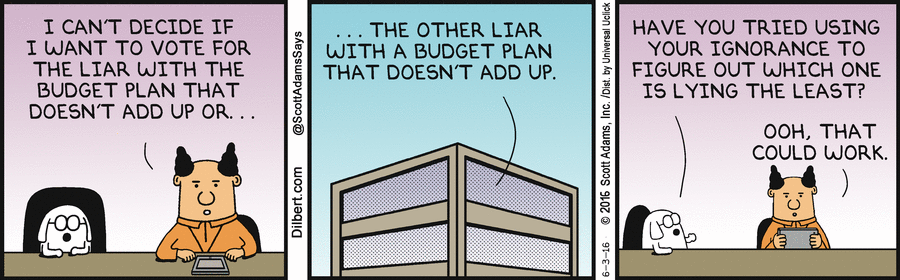 I CAN'T DECIDE IF
I WANT TO VOTE FOR
THE LIAR WITH THE
BUDGET PLAN THAT
DOESN'T ADD UP OR...
Dilbert.com @ScottAdamsSays
...THE OTHER LIAR
WITH A BUDGET PLAN
THAT DOESN'T ADD UP.
6-3-16 © 2016 Scott Adams, Inc. /Dist. by Universal Uclick
HAVE YOU TRIED USING
YOUR IGNORANCE TO
FIGURE OUT WHICH ONE
IS LYING THE LEAST?
OOH, THAT
COULD WORK.